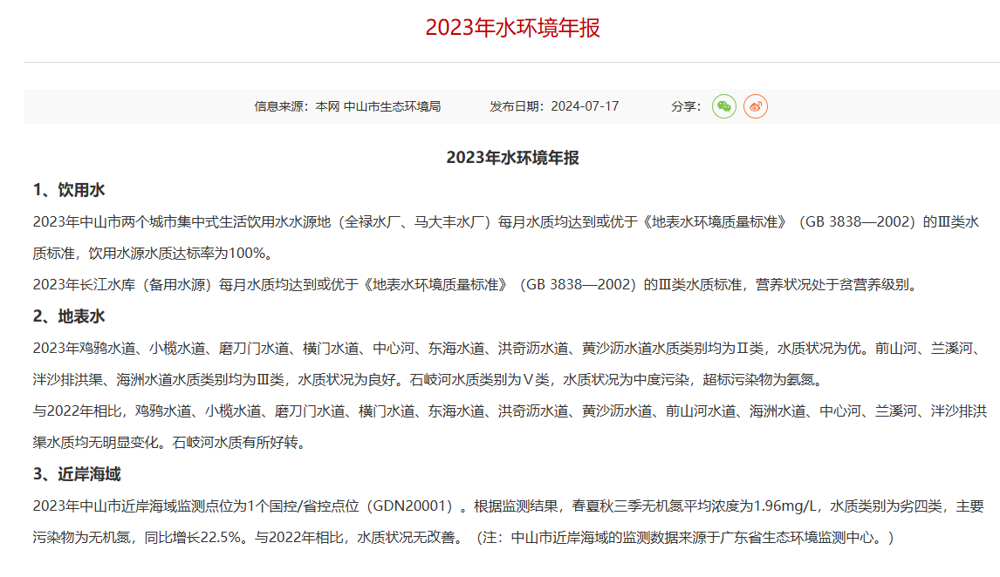 2023年水环境年报
信息来源：本网 中山市生态环境局 发布日期：2024-07-17 分享：
2023年水环境年报
1、饮用水
2023年中山市两个城市集中式生活饮用水水源地（全禄水厂、马大丰水厂）每月水质均达到或优于《地表水环境质量标准》（GB 3838—2002）的Ⅲ类水
质标准，饮用水源水质达标率为100%。
2023年长江水库（备用水源）每月水质均达到或优于《地表水环境质量标准》（GB 3838—2002）的Ⅲ类水质标准，营养状况处于贫营养级别。
2、地表水
2023年鸡鸦水道、小榄水道、磨刀门水道、横门水道、中心河、东海水道、洪奇沥水道、黄沙沥水道水质类别均为Ⅱ类，水质状况为优。前山河、兰溪河、
泮沙排洪渠、海洲水道水质类别均为Ⅲ类，水质状况为良好。石岐河水质类别为Ⅴ类，水质状况为中度污染，超标污染物为氨氮。
与2022年相比，鸡鸦水道、小榄水道、磨刀门水道、横门水道、东海水道、洪奇沥水道、黄沙沥水道、前山河水道、海洲水道、中心河、兰溪河、泮沙排洪
渠水质均无明显变化。石岐河水质有所好转。
3、近岸海域
2023年中山市近岸海域监测点位为1个国控/省控点位（GDN20001）。根据监测结果，春夏秋三季无机氮平均浓度为1.96mg/L，水质类别为劣四类，主要
污染物为无机氮，同比增长22.5%。与2022年相比，水质状况无改善。（注：中山市近岸海域的监测数据来源于广东省生态环境监测中心。）